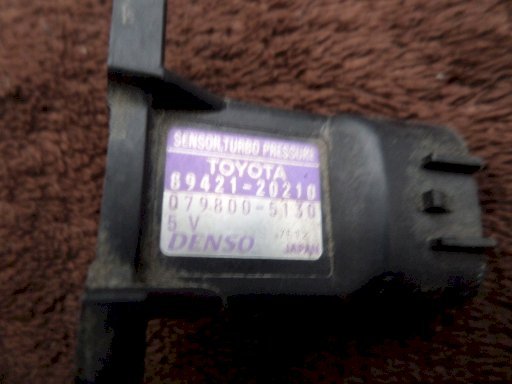 SENSOR,TURBO PRESSURE
TOYOTA
89421-20210
079800-5130
5 V
DENSO
JAPAN